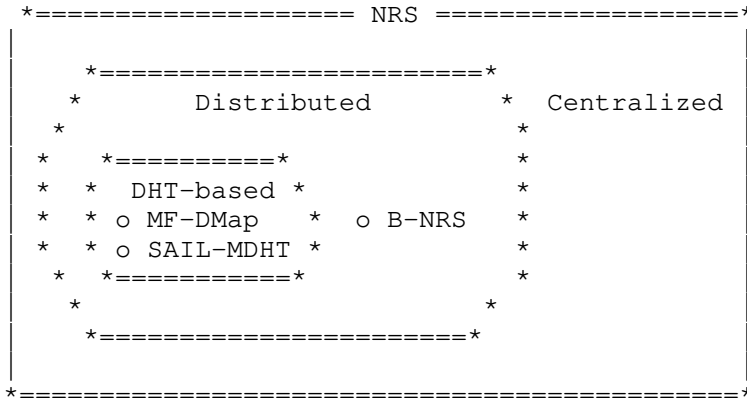 NRS
Distributed Centralized
DHT-based
o MF-DMap o B-NRS
o SAIL-MDHT